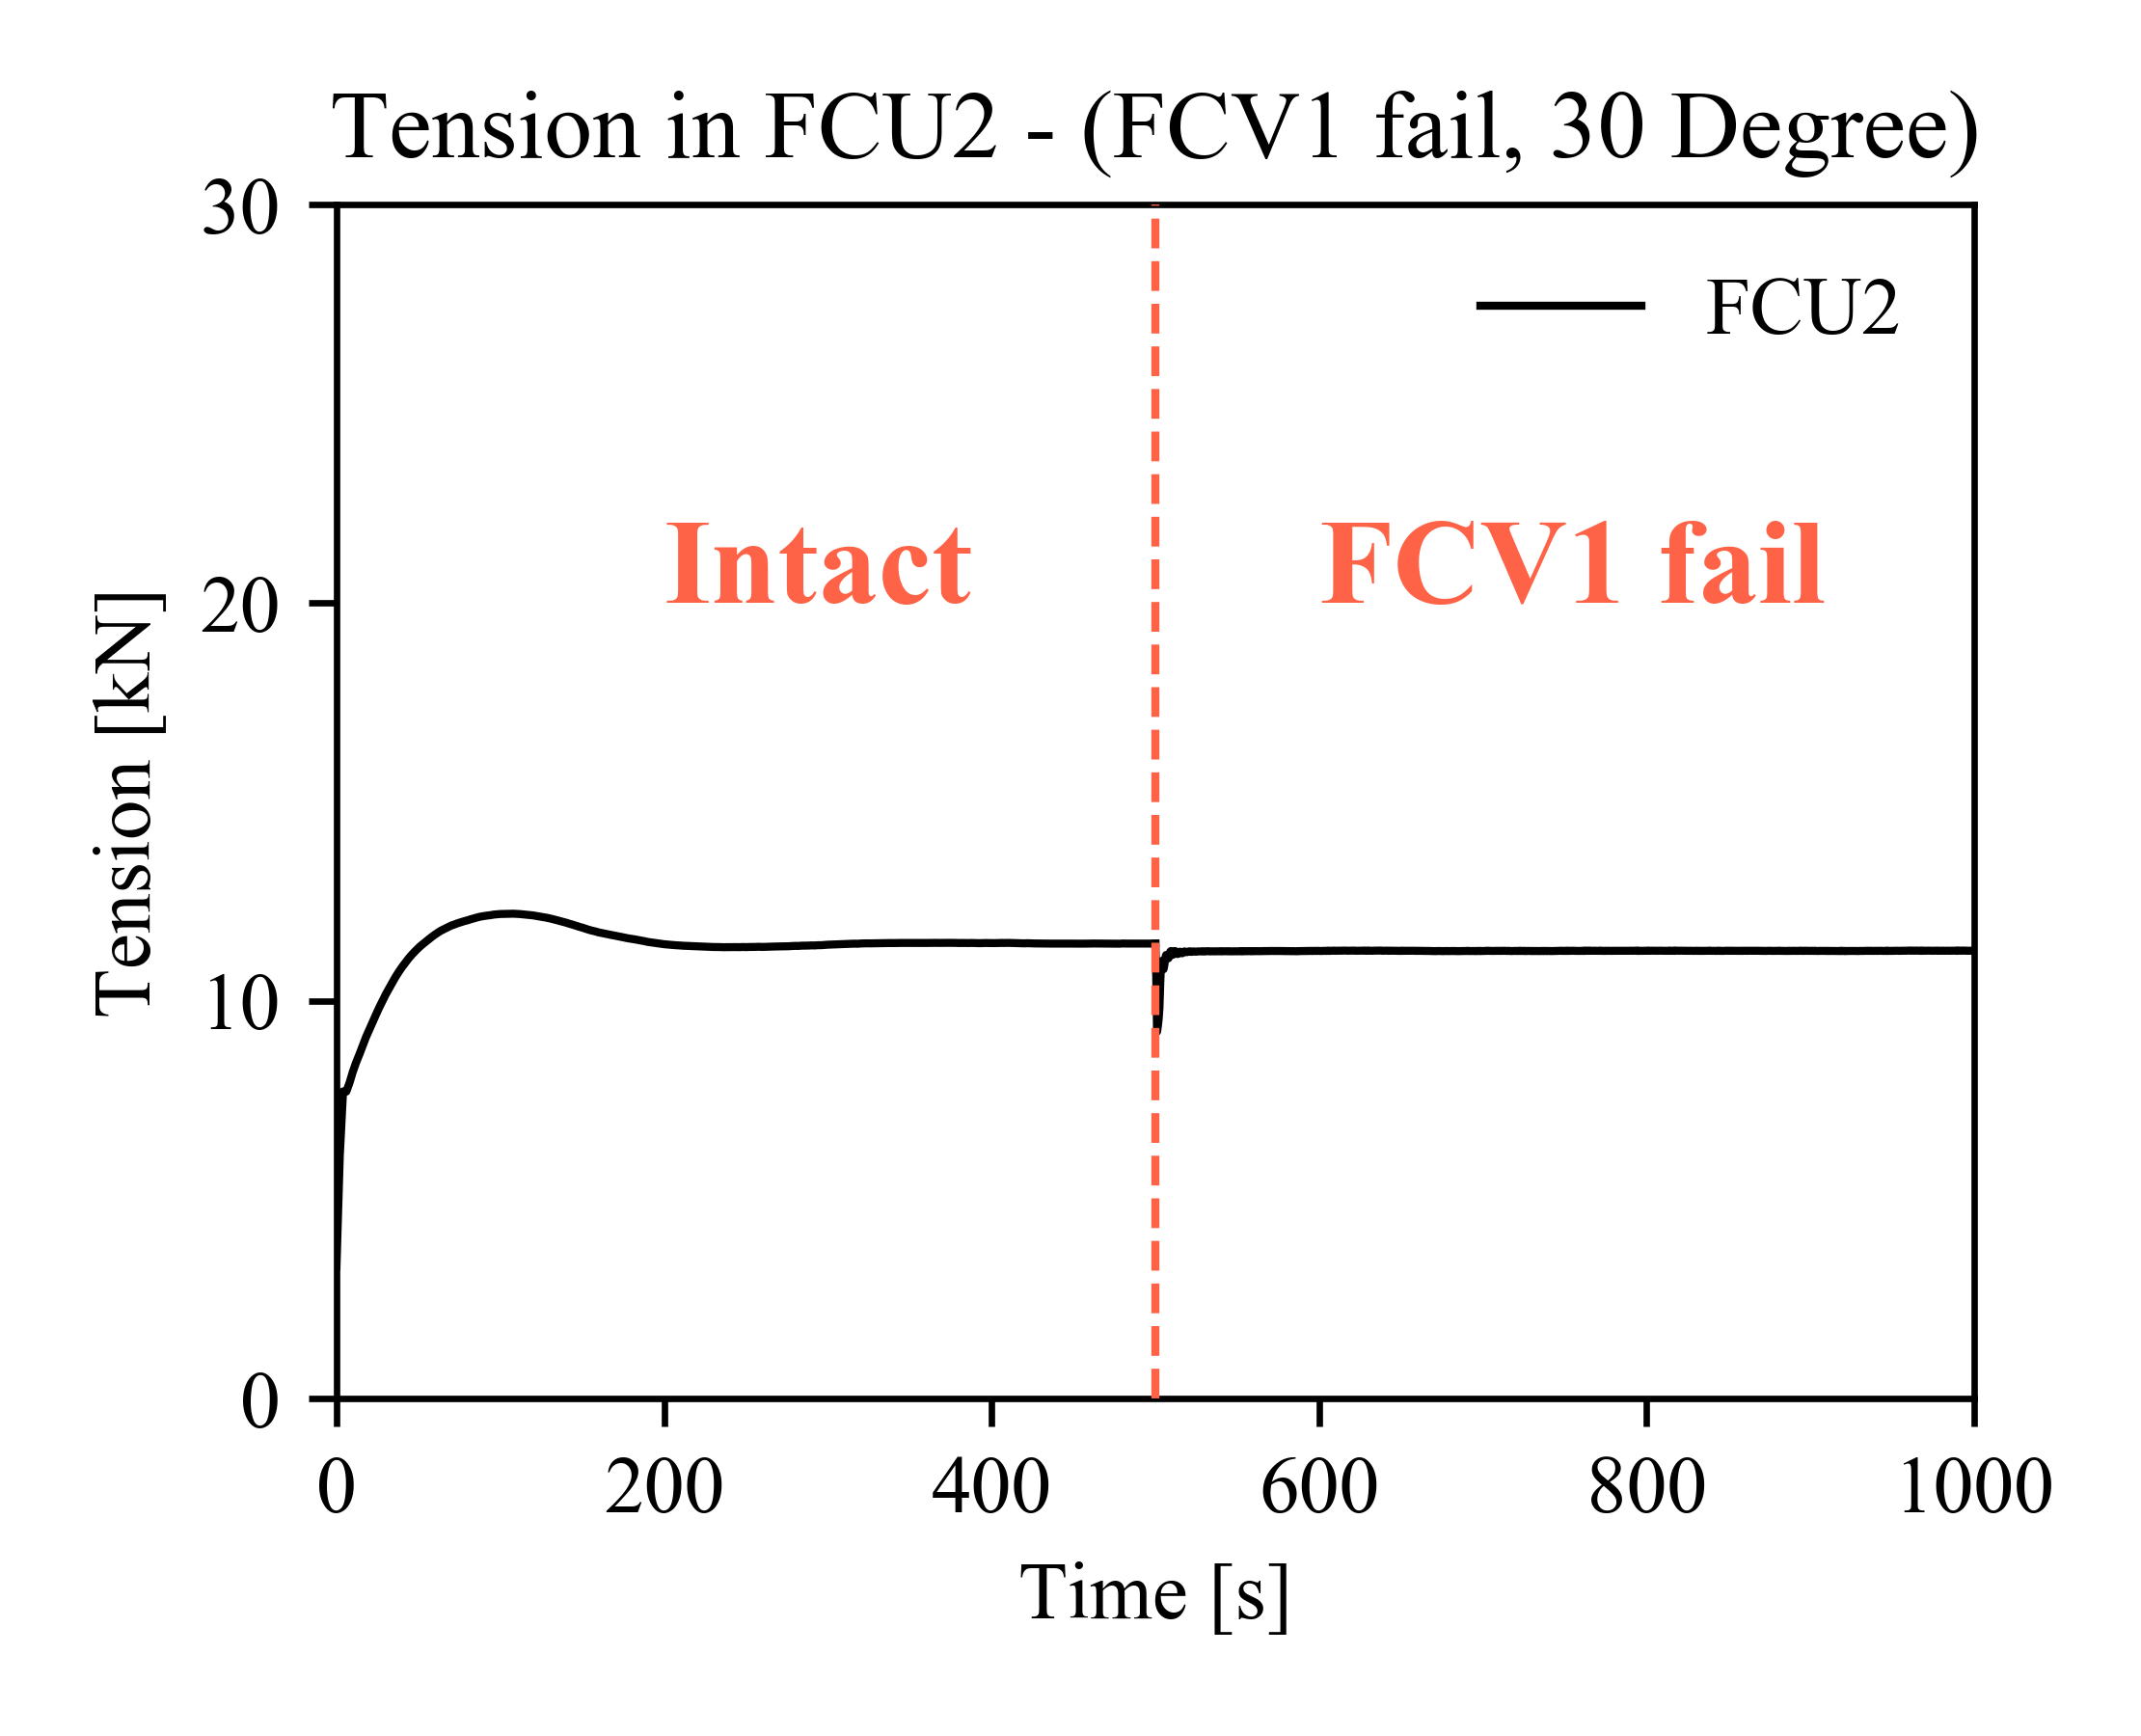 Tension in FCU2 - (FCV1 fail, 30 Degree)
30
FCU2
Intact
FCV1 fail
20
Tension [kN]
10
0
0
200
400
600
800
1000
Time [s]